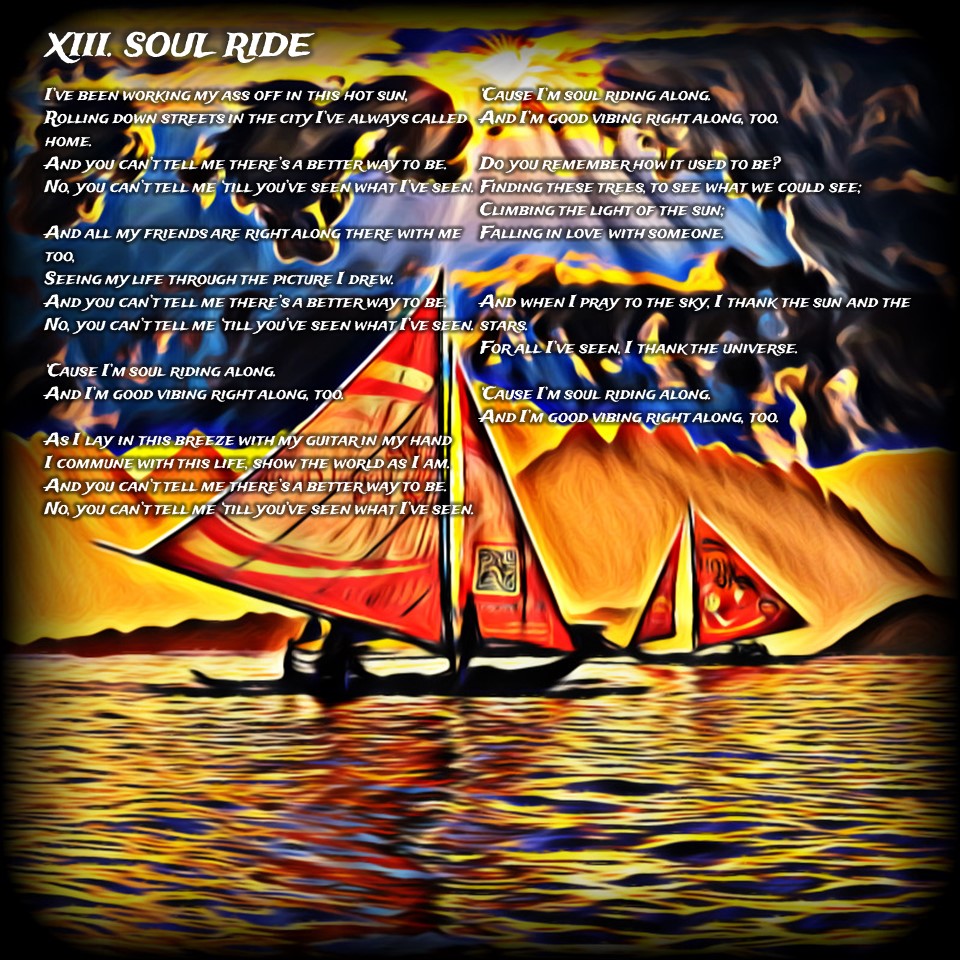 XIII. SOUL RIDE
I've been working my ass off in this hot sun,
Rolling down streets in the city I've always called
home.
And you can't tell me there's a better way to be.
No, you can't tell me 'till you've seen what I've seen.
And all my friends are right along there with me
too,
Seeing my life through the picture I drew.
And you can't tell me there's a better way to be.
No, you can't tell me 'till you've seen what I've seen.
'Cause I'm soul riding along.
And I'm good vibing right along, too.
As I lay in this breeze with my guitar in my hand
I commune with this life, show the world as I am.
And you can't tell me there's a better way to be.
No, you can't tell me 'till you've seen what I've seen.
'Cause I'm soul riding along.
And I'm good vibing right along, too.
Do you remember how it used to be?
Finding these trees, to see what we could see;
Climbing the light of the sun;
Falling in love with someone.
And when I pray to the sky, I thank the sun and the
stars.
For all I've seen, I thank the universe.
'Cause I'm soul riding along.
And I'm good vibing right along, too.